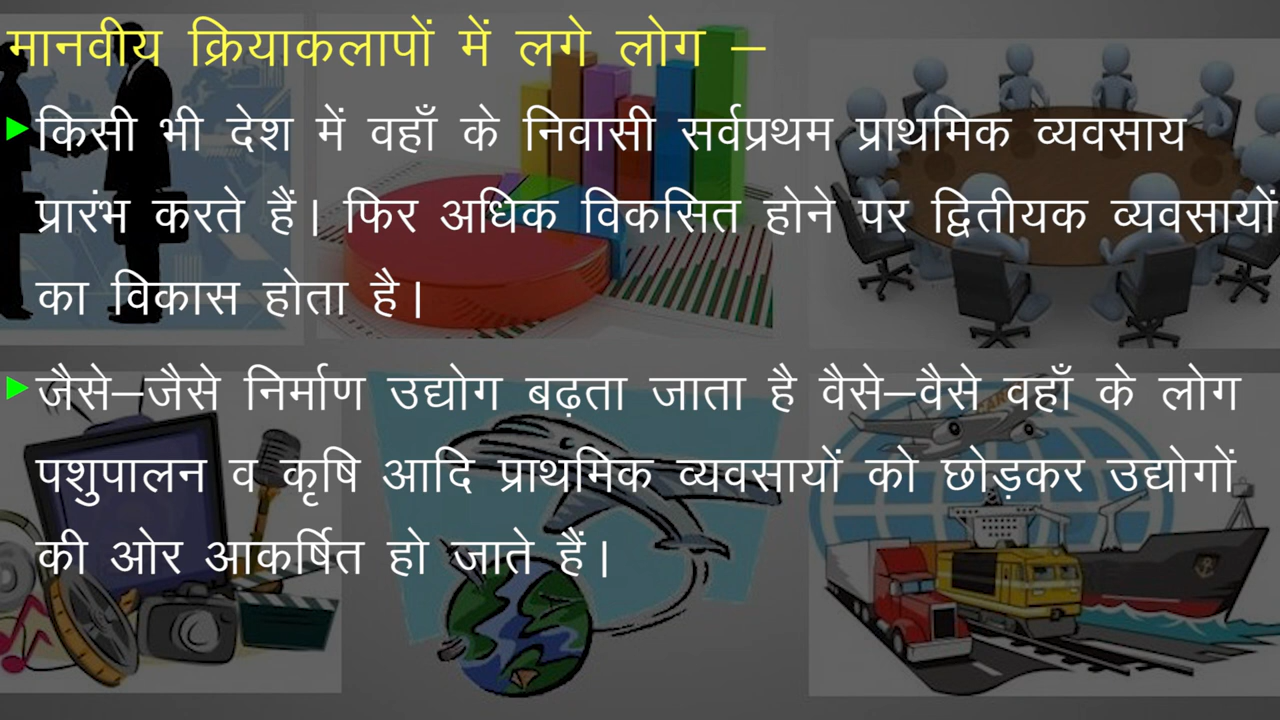 मानवीय क्रियाकलापों में लगे लोग –
किसी भी देश में वहाँ के निवासी सर्वप्रथम प्राथमिक व्यवसाय
प्रारंभ करते हैं। फिर अधिक विकसित होने पर द्वितीयक व्यवसायों
का विकास होता है।
जैसे–जैसे निर्माण उद्योग बढ़ता जाता है वैसे–वैसे वहाँ के लोग
पशुपालन व कृषि आदि प्राथमिक व्यवसायों को छोड़कर उद्योगों
की ओर आकर्षित हो जाते हैं।